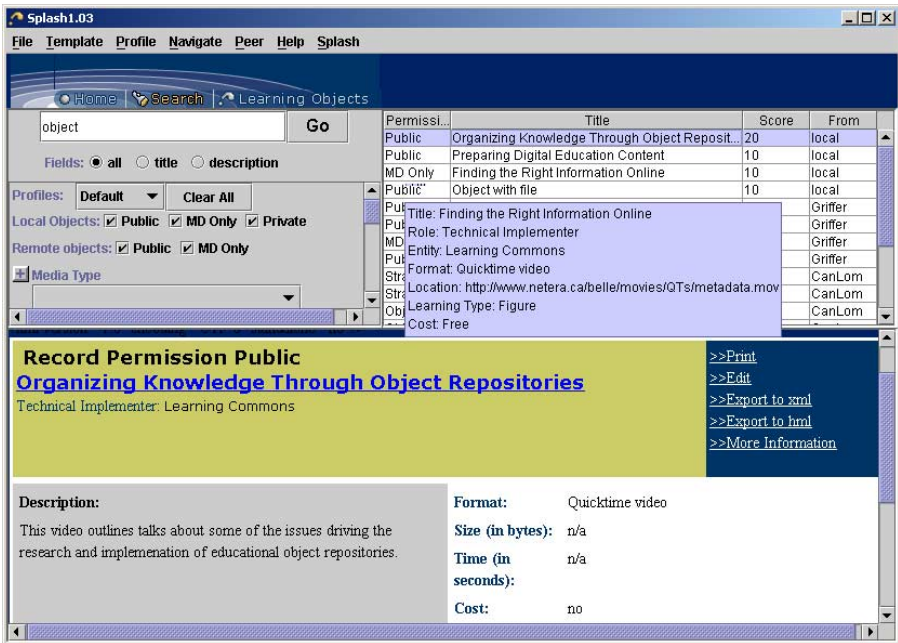 Splash1.03
File Template Profile Navigate Peer Help Splash
Home Search Learning Objects
object Go
Fields: all title description
Profiles: Default Clear All
Local Objects: Public MD Only Private
Remote objects: Public MD Only
Media Type
Permissi... Title Score From
Public Organizing Knowledge Through Object Reposit... 20 local
Public Preparing Digital Education Content 10 local
MD Only Finding the Right Information Online 10 local
Public Object with file 10 local
Griffer
Griffer
Griffer
Griffer
CanLom
CanLom
CanLom
Title: Finding the Right Information Online
Role: Technical Implementer
Entity: Learning Commons
Format: Quicktime video
Location: http://www.netera.ca/belle/movies/QTs/metadata.mov
Learning Type: Figure
Cost: Free
Record Permission Public
Organizing Knowledge Through Object Repositories
Technical Implementer: Learning Commons
>>Print
>>Edit
>>Export to xml
>>Export to hml
>>More Information
Description:
This video outlines talks about some of the issues driving the
research and implemenation of educational object repositories.
Format: Quicktime video
Size (in bytes): n/a
Time (in
seconds): n/a
Cost: no